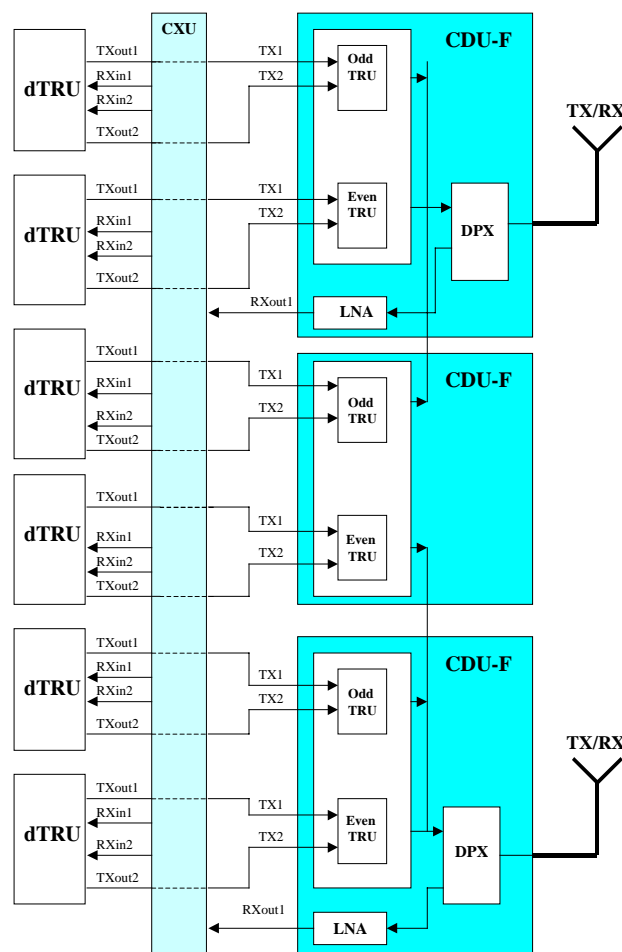 CXU
CDU-F
TXout1
TX1
Odd
TRU
RXin1
dTRU
TX2
RXin2
TXout2
TX/RX
TXout1
TX1
Even
TRU
dTRU
TX2
RXin1
RXin2
DPX
TXout2
RXout1
LNA
TXout1
CDU-F
TX1
RXin1
dTRU
Odd
TRU
TX2
RXin2
TXout2
TXout1
TX1
dTRU
RXin1
Even
TRU
TX2
RXin2
TXout2
TXout1
CDU-F
RXin1
TX1
dTRU
Odd
TRU
RXin2
TX2
TXout2
TX/RX
TXout1
TX1
RXin1
Even
TRU
dTRU
TX2
RXin2
DPX
TXout2
RXout1
LNA